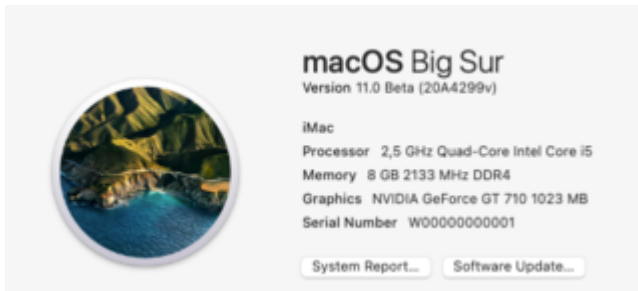 macOS Big Sur
Version 11.0 Beta (20A4299v)
iMac
Processor 2,5 GHz Quad-Core Intel Core i5
Memory 8 GB 2133 MHz DDR4
Graphics NVIDIA GeForce GT 710 1023 MB
Serial Number W00000000001
System Report... Software Update...